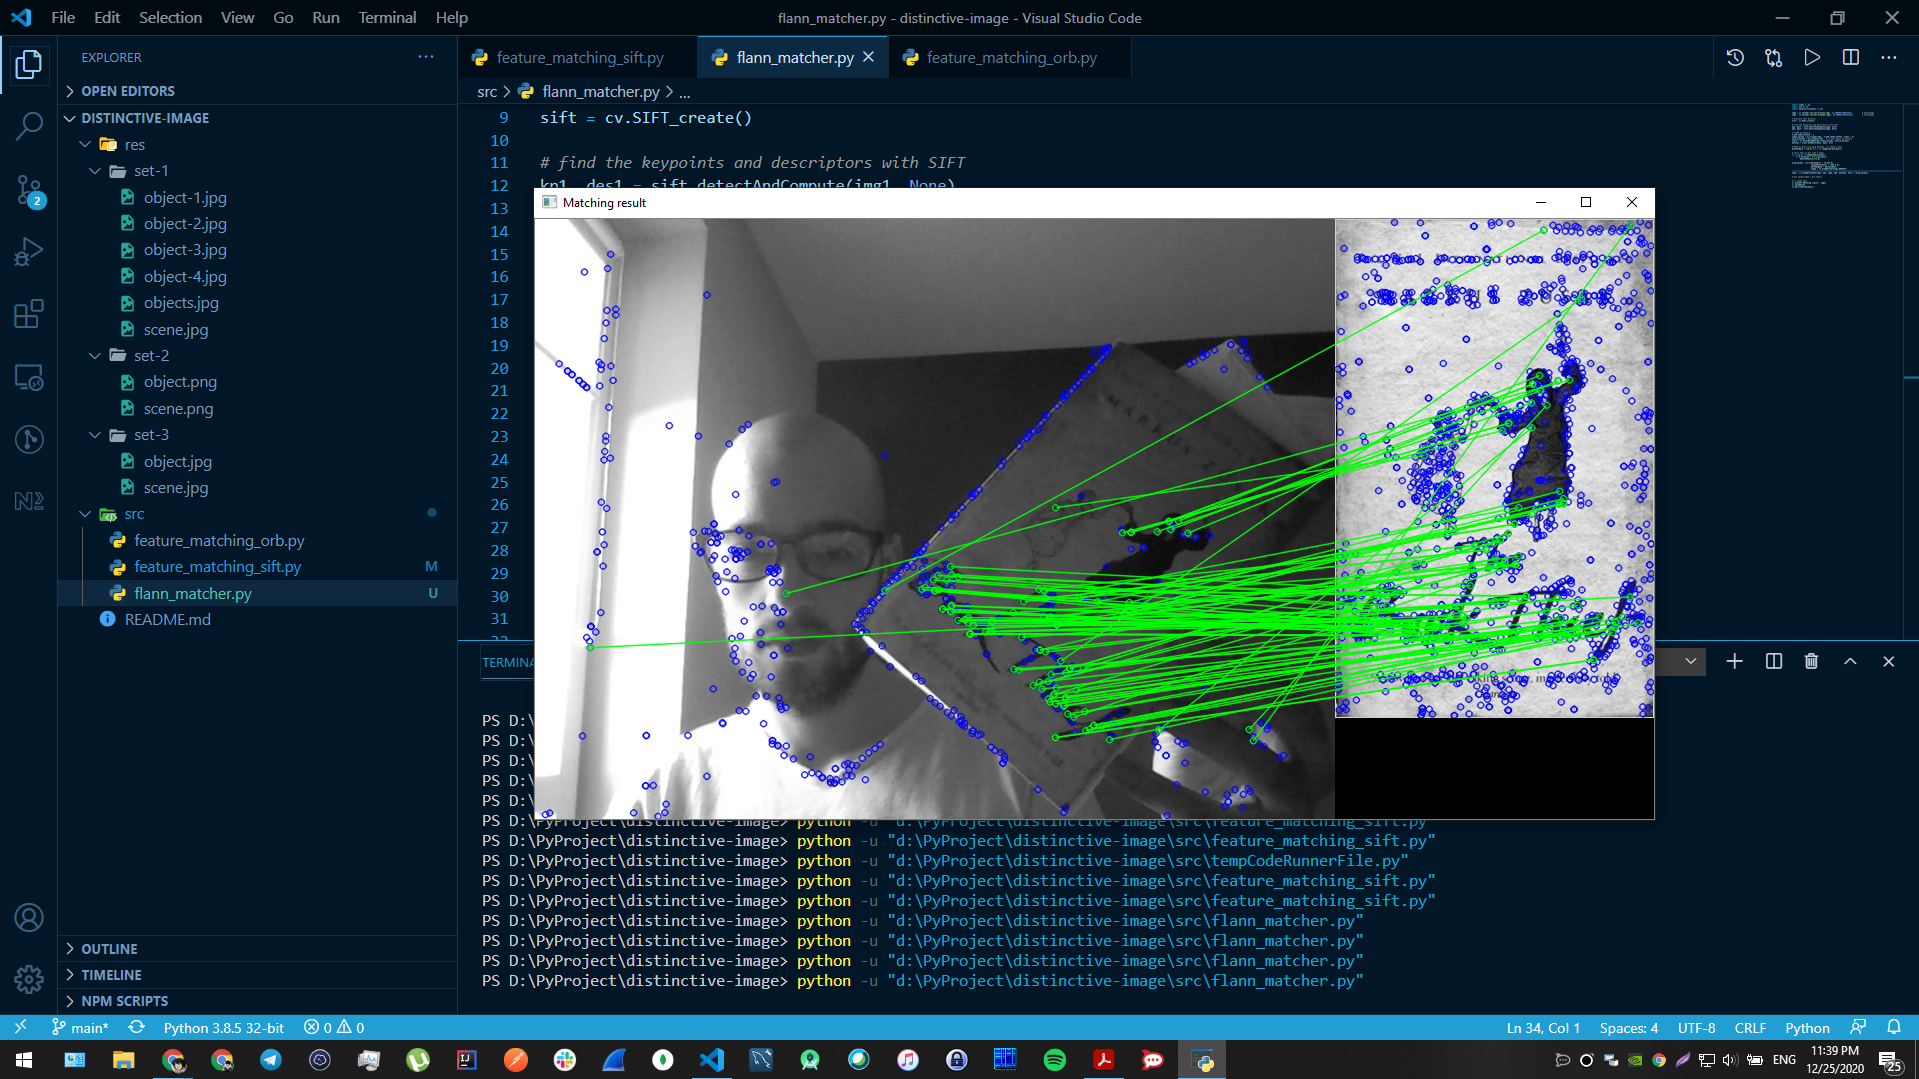 File Edit Selection View Go Run Terminal Help
flann_matcher.py - distinctive-image - Visual Studio Code
EXPLORER
feature_matching_sift.py
flann_matcher.py
feature_matching_orb.py
OPEN EDITORS
DISTINCTIVE-IMAGE
res
set-1
object-1.jpg
object-2.jpg
object-3.jpg
object-4.jpg
objects.jpg
scene.jpg
set-2
object.png
scene.png
set-3
object.jpg
scene.jpg
src
feature_matching_orb.py
feature_matching_sift.py M
flann_matcher.py U
README.md
OUTLINE
TIMELINE
NPM SCRIPTS
2
src > flann_matcher.py > ...
9 sift = cv.SIFT_create()
10
11 # find the keypoints and descriptors with SIFT
12 kp1, des1 = sift.detectAndCompute(img1, None)
13
14
15
16
17
18
19
20
21
22
23
24
25
26
27
28
29
30
31
32
Matching result
TERMINA
PS D:\
PS D:\
PS D:\
PS D:\
PS D:\
PS D:\PyProject\distinctive-image> python -u "d:\PyProject\distinctive-image\src\feature_matching_sift.py"
PS D:\PyProject\distinctive-image> python -u "d:\PyProject\distinctive-image\src\feature_matching_sift.py"
PS D:\PyProject\distinctive-image> python -u "d:\PyProject\distinctive-image\src\tempCodeRunnerFile.py"
PS D:\PyProject\distinctive-image> python -u "d:\PyProject\distinctive-image\src\feature_matching_sift.py"
PS D:\PyProject\distinctive-image> python -u "d:\PyProject\distinctive-image\src\feature_matching_sift.py"
PS D:\PyProject\distinctive-image> python -u "d:\PyProject\distinctive-image\src\flann_matcher.py"
PS D:\PyProject\distinctive-image> python -u "d:\PyProject\distinctive-image\src\flann_matcher.py"
PS D:\PyProject\distinctive-image> python -u "d:\PyProject\distinctive-image\src\flann_matcher.py"
PS D:\PyProject\distinctive-image> python -u "d:\PyProject\distinctive-image\src\flann_matcher.py"
main* Python 3.8.5 32-bit 0 0 Ln 34, Col 1 Spaces: 4 UTF-8 CRLF Python
ENG
11:39 PM
12/25/2020
25